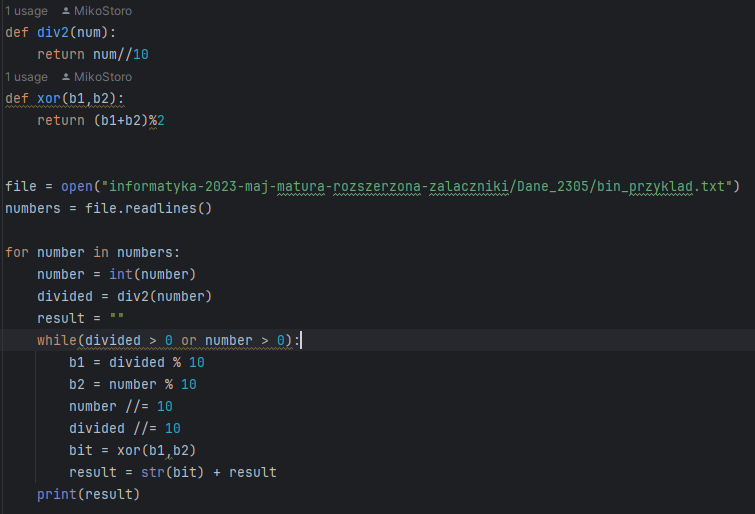 1 usage MikoStoro
def div2(num):
    return num//10
1 usage MikoStoro
def xor(b1,b2):
    return (b1+b2)%2
file = open("informatyka-2023-maj-matura-rozszerzona-zalaczniki/Dane_2305/bin_przyklad.txt")
numbers = file.readlines()
for number in numbers:
    number = int(number)
    divided = div2(number)
    result = ""
    while(divided > 0 or number > 0):
        b1 = divided % 10
        b2 = number % 10
        number //= 10
        divided //= 10
        bit = xor(b1,b2)
        result = str(bit) + result
    print(result)